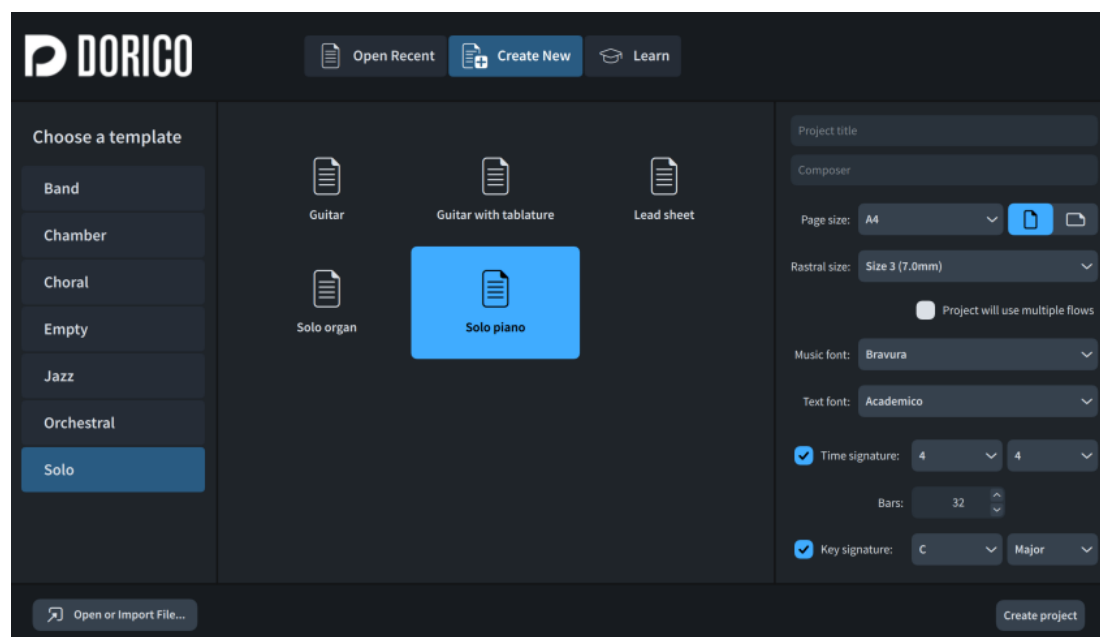 DORICO
Open Recent
Create New
Learn
Choose a template
Band
Chamber
Choral
Empty
Jazz
Orchestral
Solo
Guitar
Guitar with tablature
Lead sheet
Solo organ
Solo piano
Project title
Composer
Page size: A4
Rastral size: Size 3 (7.0mm)
Project will use multiple flows
Music font: Bravura
Text font: Academico
Time signature: 4 4
Bars: 32
Key signature: C Major
Open or Import File...
Create project